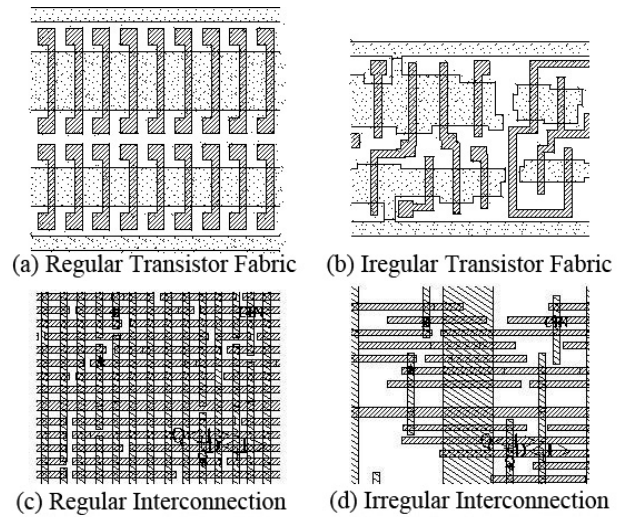 (a) Regular Transistor Fabric
(b) Iregular Transistor Fabric
(c) Regular Interconnection
(d) Irregular Interconnection